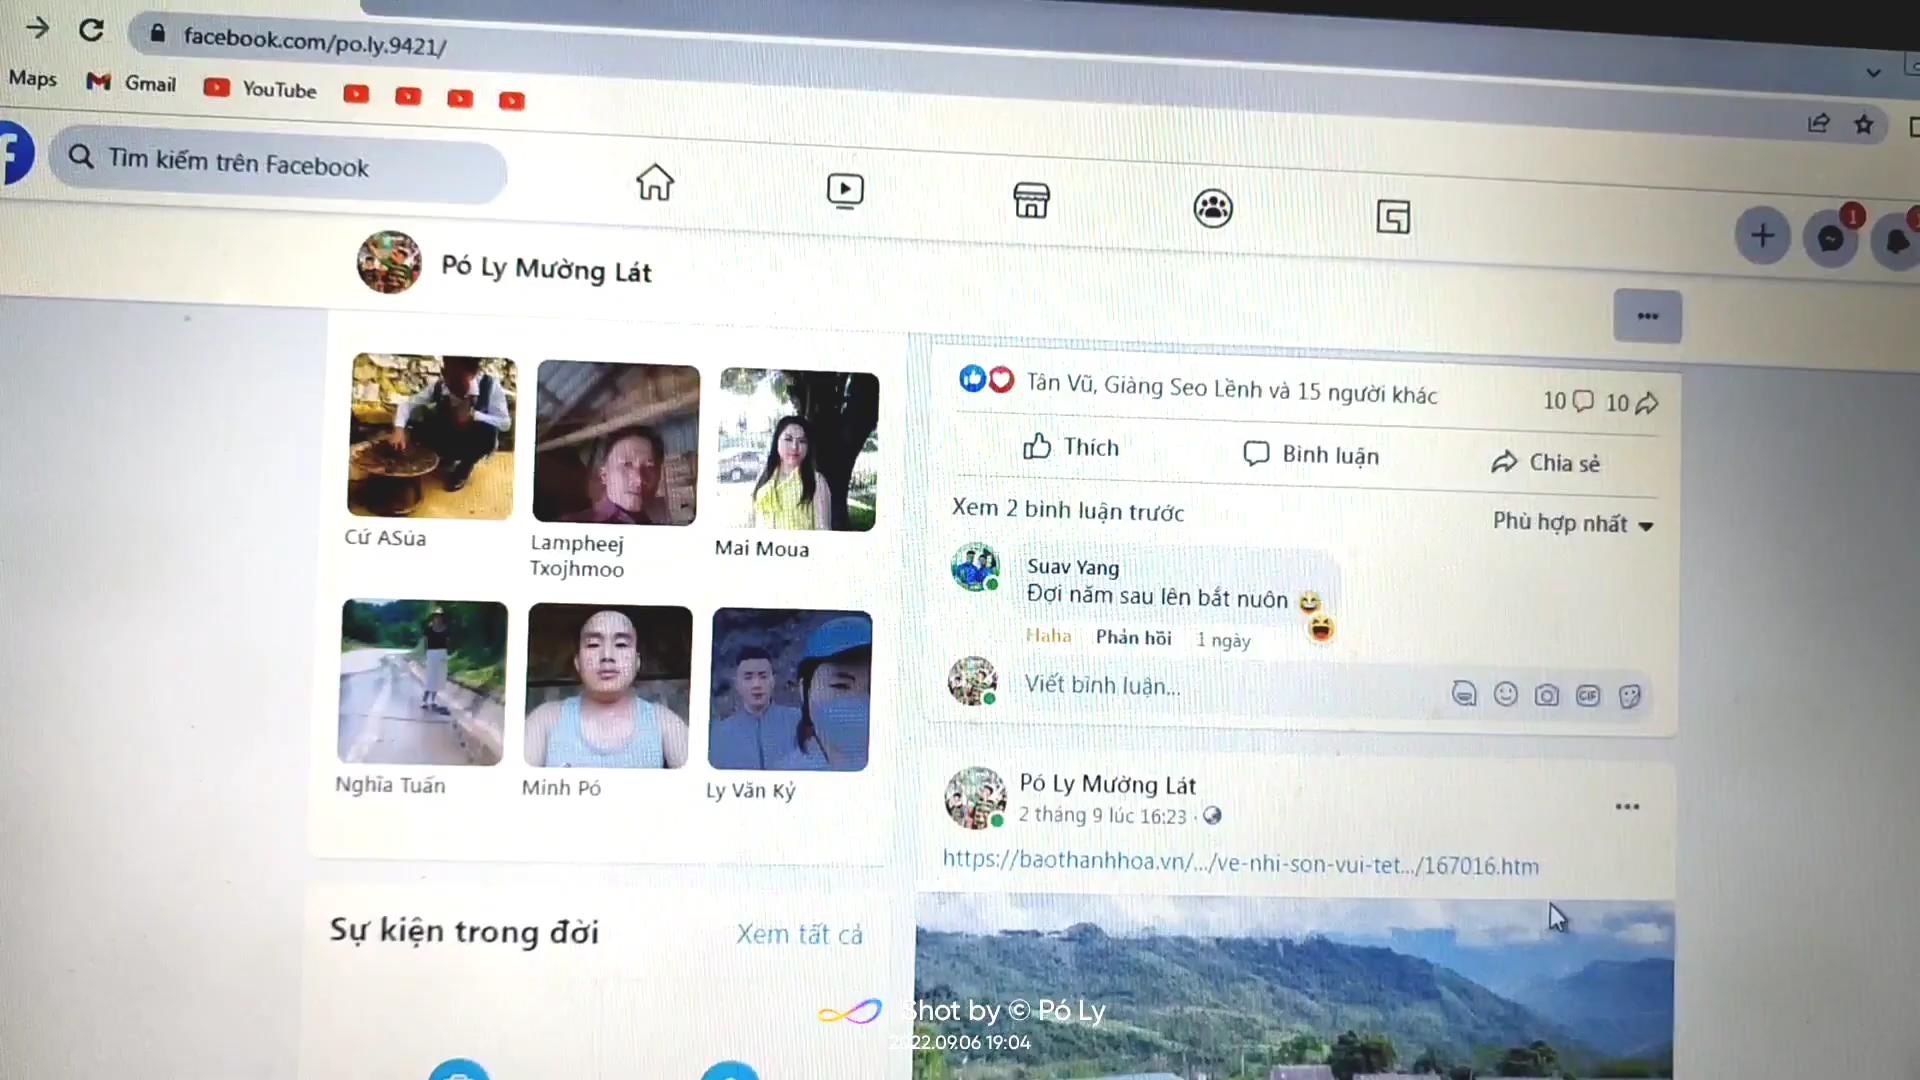 facebook.com/po.ly.9421/
Maps
Gmail
YouTube
Tìm kiếm trên Facebook
1
Pó Ly Mường Lát
Cứ ASúa
Lampheej
Txojhmoo
Mai Moua
Nghĩa Tuấn
Minh Pó
Ly Văn Kỷ
Sự kiện trong đời
Xem tất cả
Tân Vũ, Giàng Seo Lềnh và 15 người khác
10
10
Thích
Bình luận
Chia sẻ
Xem 2 bình luận trước
Phù hợp nhất
Suav Yang
Đợi năm sau lên bắt nuôn
Haha
Phản hồi
1 ngày
Viết bình luận...
GIF
Pó Ly Mường Lát
2 tháng 9 lúc 16:23 ·
https://baothanhhoa.vn/.../ve-nhi-son-vui-tet.../167016.htm
Shot by © Pó Ly
2022.09.06 19:04